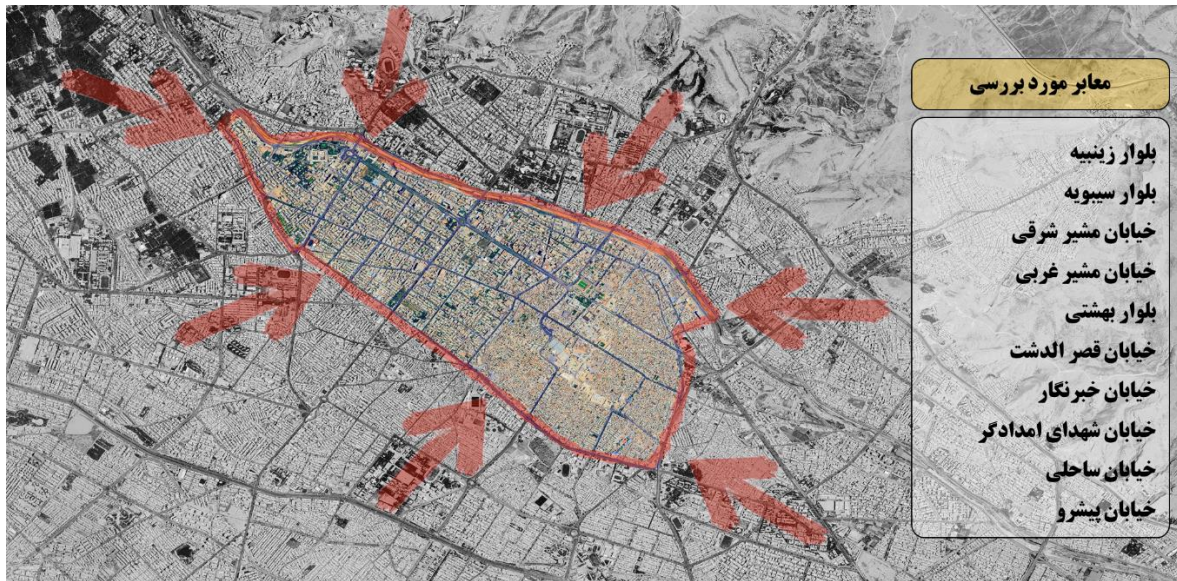 معابر مورد بررسی
بلوار زینبیه
بلوار سیبویه
خیابان مشیر شرقی
خیابان مشیر غربی
بلوار بهشتی
خیابان قصر الدشت
خیابان خبرنگار
خیابان شهدای امدادگر
خیابان ساحلی
خیابان پیشرو